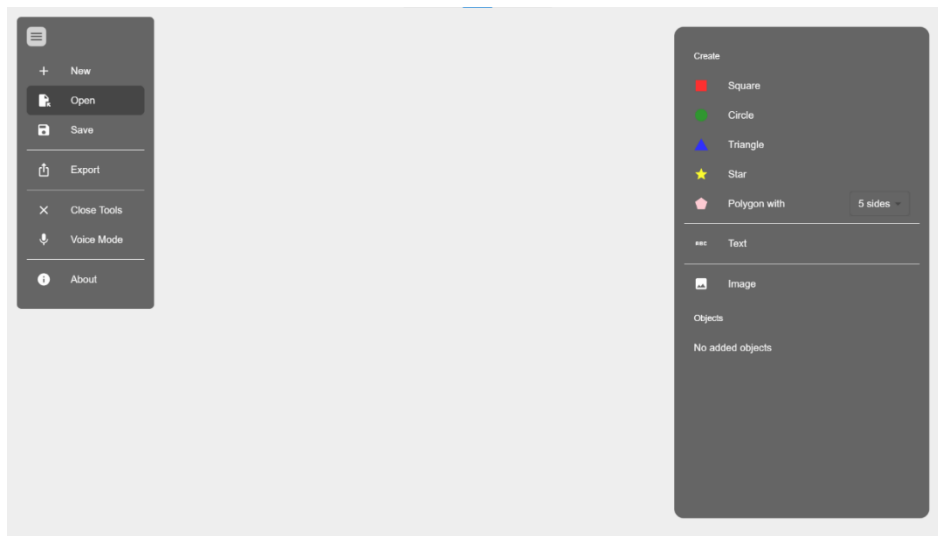 New
Open
Save
Export
Close Tools
Voice Mode
About
Create
Square
Circle
Triangle
Star
Polygon with 5 sides
ABC Text
Image
Objects
No added objects